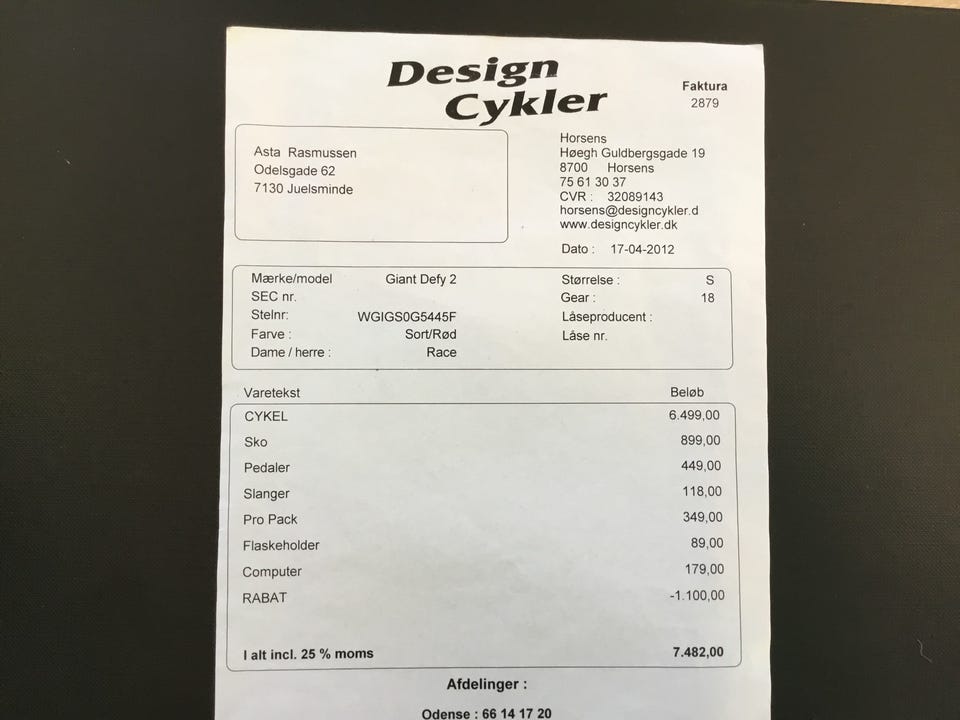 Design
Cykler
Faktura
2879
Asta Rasmussen
Odelsgade 62
7130 Juelsminde
Horsens
Høegh Guldbergsgade 19
8700 Horsens
75 61 30 37
CVR : 32089143
horsens@designcykler.d
www.designcykler.dk
Dato : 17-04-2012
Mærke/model Giant Defy 2 Størrelse : S
SEC nr. Gear : 18
Stelnr: WGIGS0G5445F Låseproducent :
Farve : Sort/Rød Låse nr.
Dame / herre : Race
Varetekst Beløb
CYKEL 6.499,00
Sko 899,00
Pedaler 449,00
Slanger 118,00
Pro Pack 349,00
Flaskeholder 89,00
Computer 179,00
RABAT -1.100,00
I alt incl. 25 % moms 7.482,00
Afdelinger :
Odense : 66 14 17 20